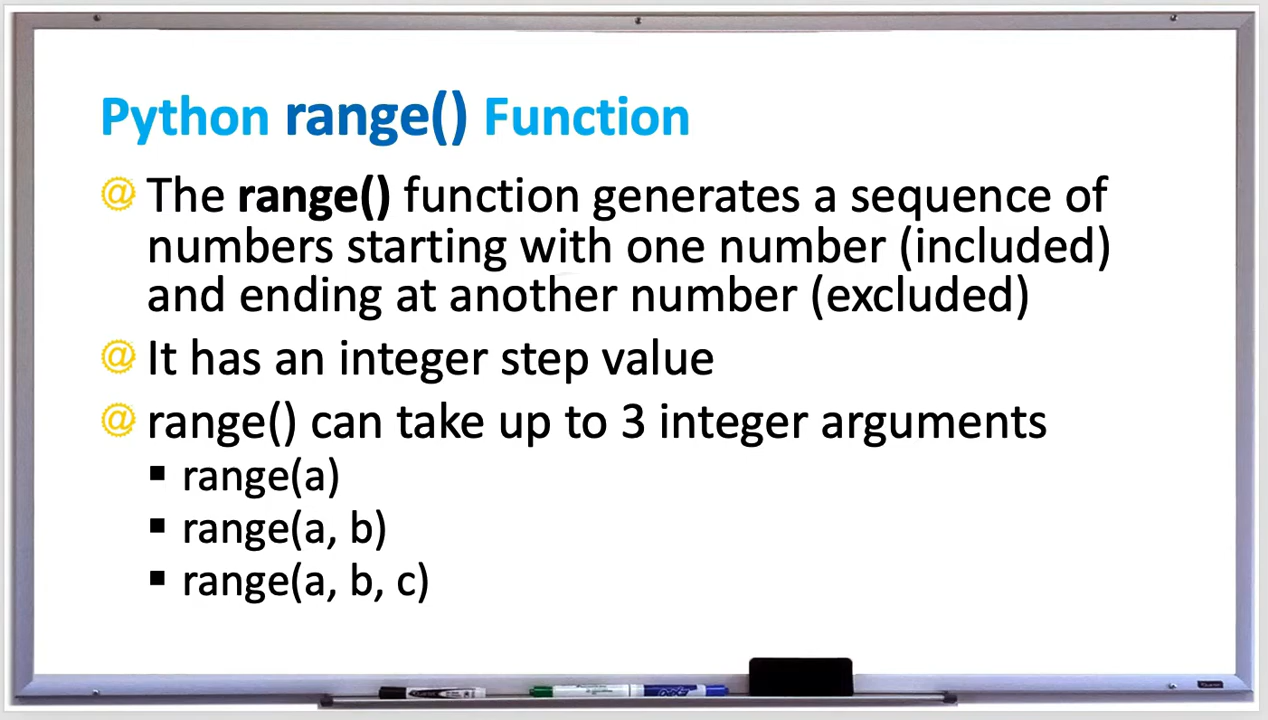 Python range() Function
@ The range() function generates a sequence of
numbers starting with one number (included)
and ending at another number (excluded)
@ It has an integer step value
@ range() can take up to 3 integer arguments
▪ range(a)
▪ range(a, b)
▪ range(a, b, c)